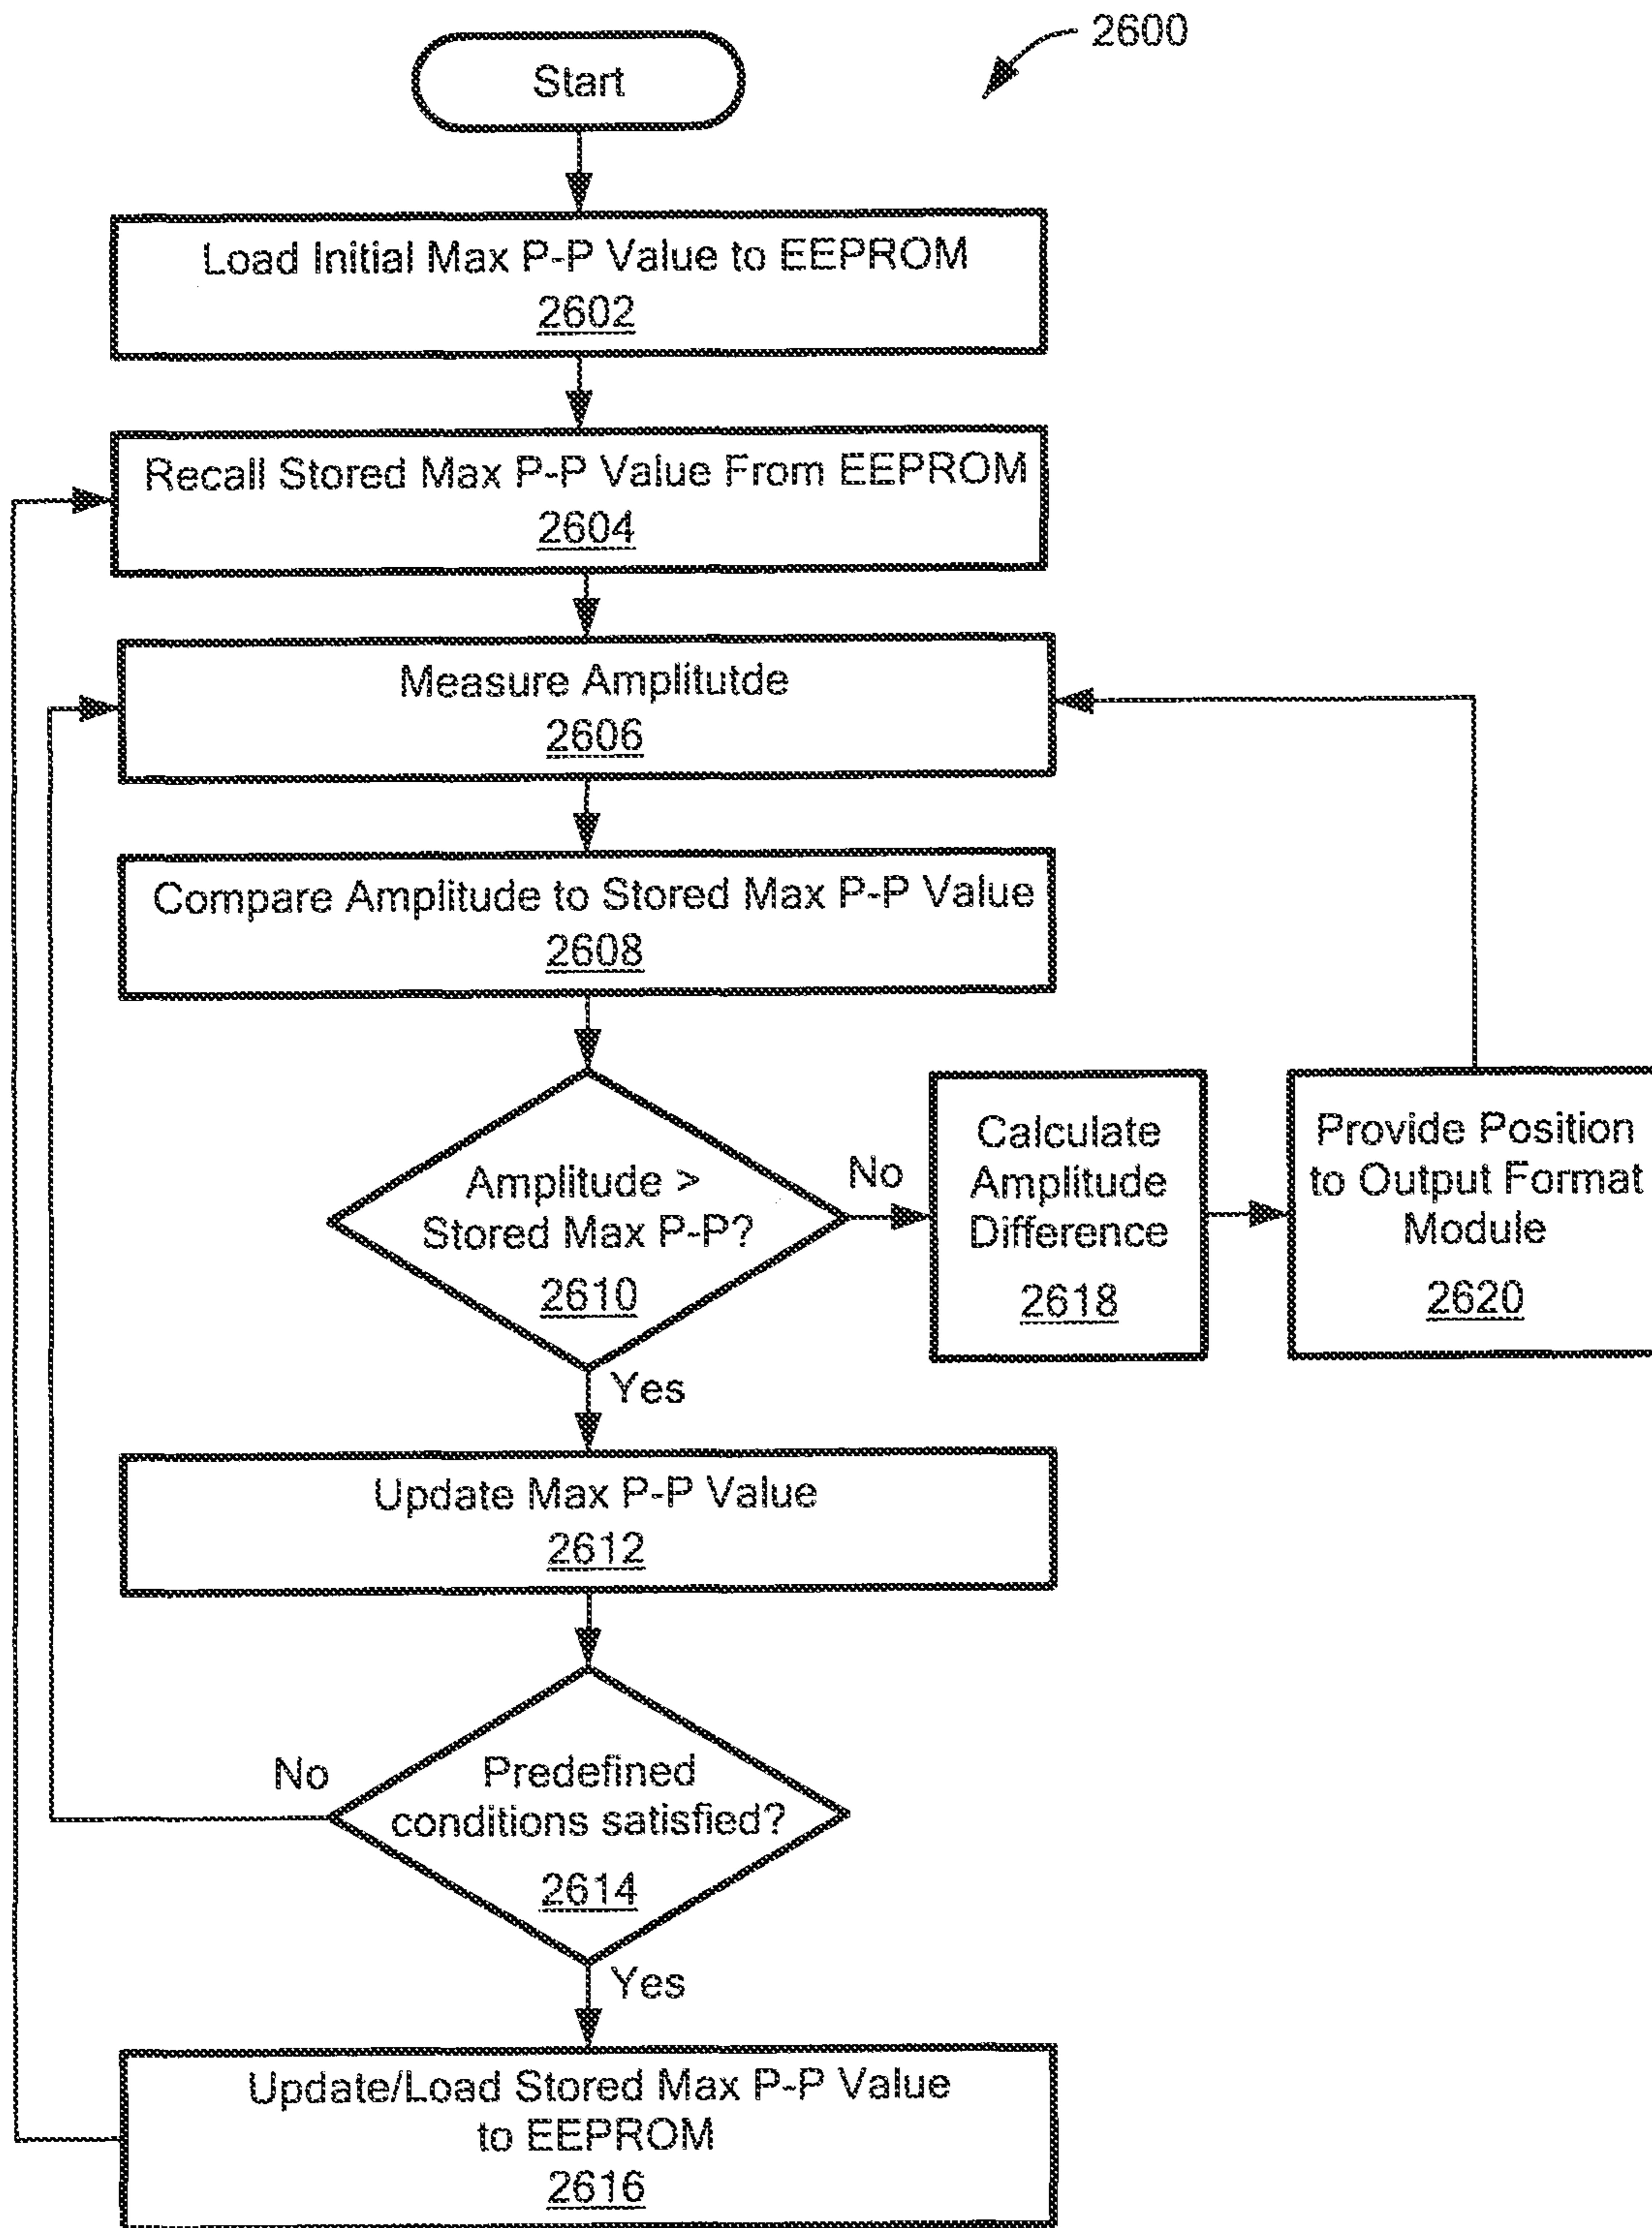 2600
Start
Load Initial Max P-P Value to EEPROM
2602
Recall Stored Max P-P Value From EEPROM
2604
Measure Amplitutde
2606
Compare Amplitude to Stored Max P-P Value
2608
Amplitude >
Stored Max P-P?
2610
No
Calculate
Amplitude
Difference
2618
Provide Position
to Output Format
Module
2620
Yes
Update Max P-P Value
2612
No
Predefined
conditions satisfied?
2614
Yes
Update/Load Stored Max P-P Value
to EEPROM
2616